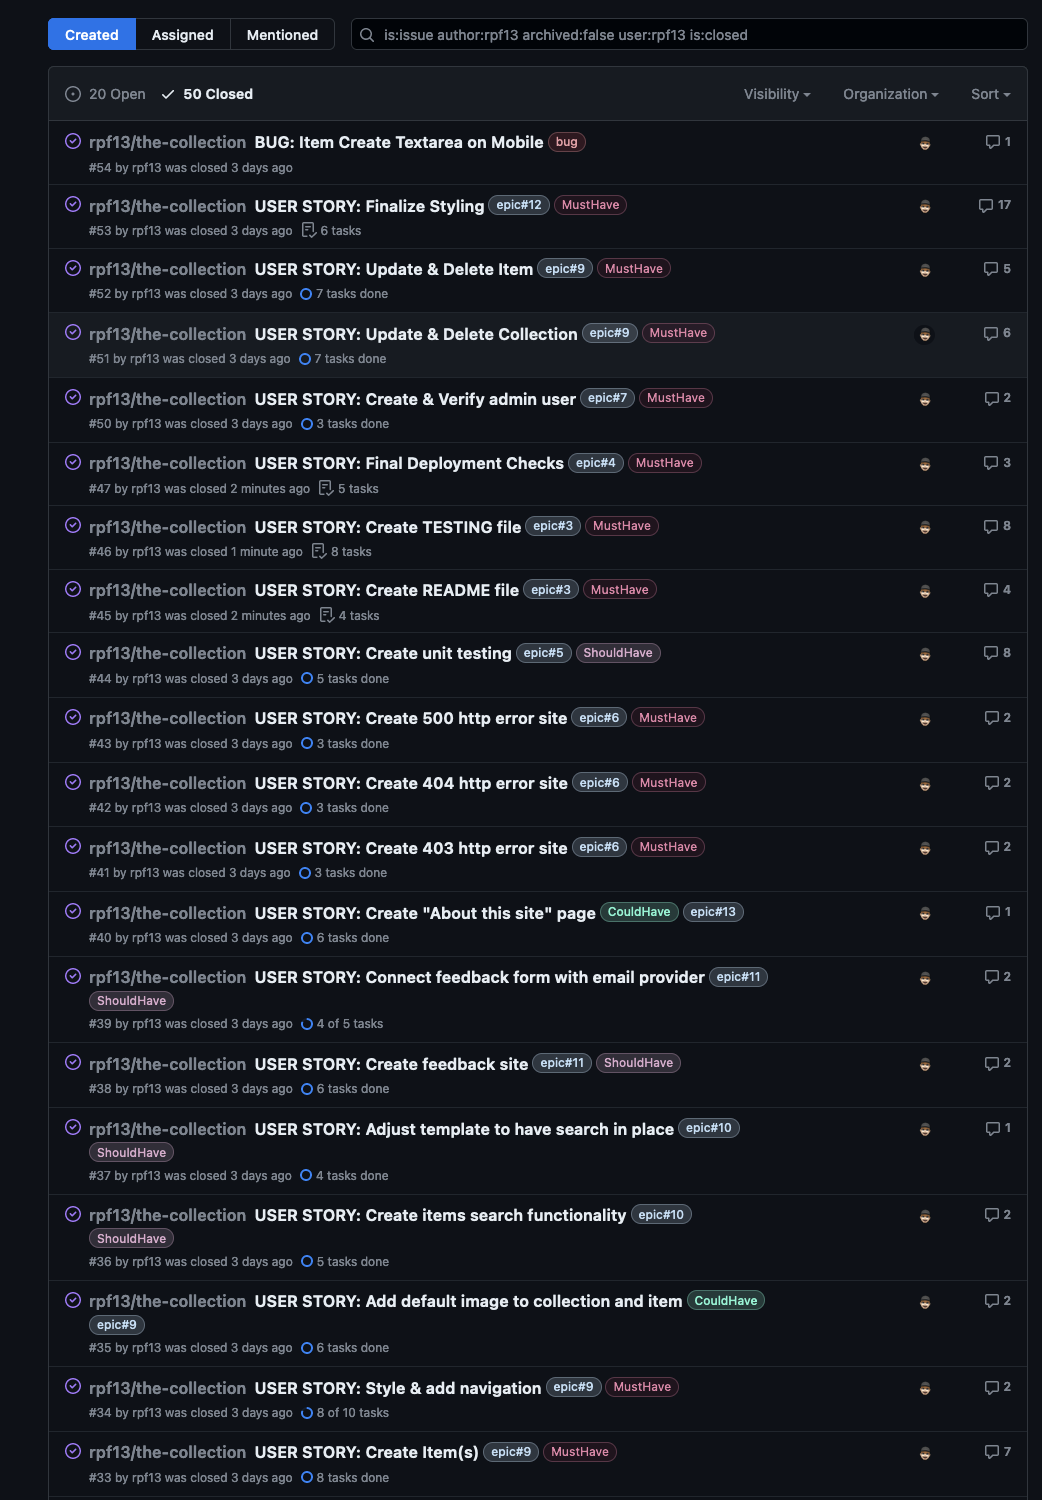 Created Assigned Mentioned is:issue author:rpf13 archived:false user:rpf13 is:closed
20 Open 50 Closed Visibility Organization Sort
rpf13/the-collection BUG: Item Create Textarea on Mobile bug 1
#54 by rpf13 was closed 3 days ago
rpf13/the-collection USER STORY: Finalize Styling epic#12 MustHave 17
#53 by rpf13 was closed 3 days ago 6 tasks
rpf13/the-collection USER STORY: Update & Delete Item epic#9 MustHave 5
#52 by rpf13 was closed 3 days ago 7 tasks done
rpf13/the-collection USER STORY: Update & Delete Collection epic#9 MustHave 6
#51 by rpf13 was closed 3 days ago 7 tasks done
rpf13/the-collection USER STORY: Create & Verify admin user epic#7 MustHave 2
#50 by rpf13 was closed 3 days ago 3 tasks done
rpf13/the-collection USER STORY: Final Deployment Checks epic#4 MustHave 3
#47 by rpf13 was closed 2 minutes ago 5 tasks
rpf13/the-collection USER STORY: Create TESTING file epic#3 MustHave 8
#46 by rpf13 was closed 1 minute ago 8 tasks
rpf13/the-collection USER STORY: Create README file epic#3 MustHave 4
#45 by rpf13 was closed 2 minutes ago 4 tasks
rpf13/the-collection USER STORY: Create unit testing epic#5 ShouldHave 8
#44 by rpf13 was closed 3 days ago 5 tasks done
rpf13/the-collection USER STORY: Create 500 http error site epic#6 MustHave 2
#43 by rpf13 was closed 3 days ago 3 tasks done
rpf13/the-collection USER STORY: Create 404 http error site epic#6 MustHave 2
#42 by rpf13 was closed 3 days ago 3 tasks done
rpf13/the-collection USER STORY: Create 403 http error site epic#6 MustHave 2
#41 by rpf13 was closed 3 days ago 3 tasks done
rpf13/the-collection USER STORY: Create "About this site" page CouldHave epic#13 1
#40 by rpf13 was closed 3 days ago 6 tasks done
rpf13/the-collection USER STORY: Connect feedback form with email provider epic#11 2
ShouldHave
#39 by rpf13 was closed 3 days ago 4 of 5 tasks
rpf13/the-collection USER STORY: Create feedback site epic#11 ShouldHave 2
#38 by rpf13 was closed 3 days ago 6 tasks done
rpf13/the-collection USER STORY: Adjust template to have search in place epic#10 1
ShouldHave
#37 by rpf13 was closed 3 days ago 4 tasks done
rpf13/the-collection USER STORY: Create items search functionality epic#10 2
ShouldHave
#36 by rpf13 was closed 3 days ago 5 tasks done
rpf13/the-collection USER STORY: Add default image to collection and item CouldHave 2
epic#9
#35 by rpf13 was closed 3 days ago 6 tasks done
rpf13/the-collection USER STORY: Style & add navigation epic#9 MustHave 2
#34 by rpf13 was closed 3 days ago 8 of 10 tasks
rpf13/the-collection USER STORY: Create Item(s) epic#9 MustHave 7
#33 by rpf13 was closed 3 days ago 8 tasks done